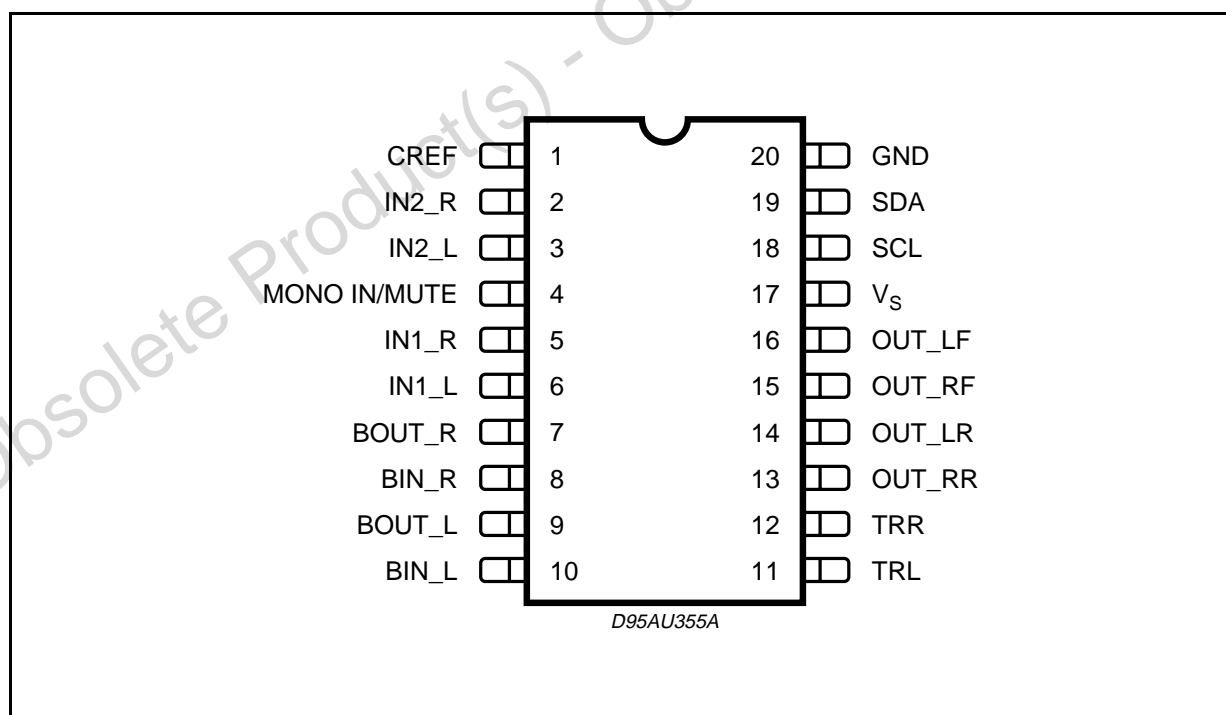 Obsolete Product(s) - Ob
CREF 1 20 GND
IN2_R 2 19 SDA
IN2_L 3 18 SCL
MONO IN/MUTE 4 17 VS
IN1_R 5 16 OUT_LF
IN1_L 6 15 OUT_RF
BOUT_R 7 14 OUT_LR
BIN_R 8 13 OUT_RR
BOUT_L 9 12 TRR
BIN_L 10 11 TRL
D95AU355A